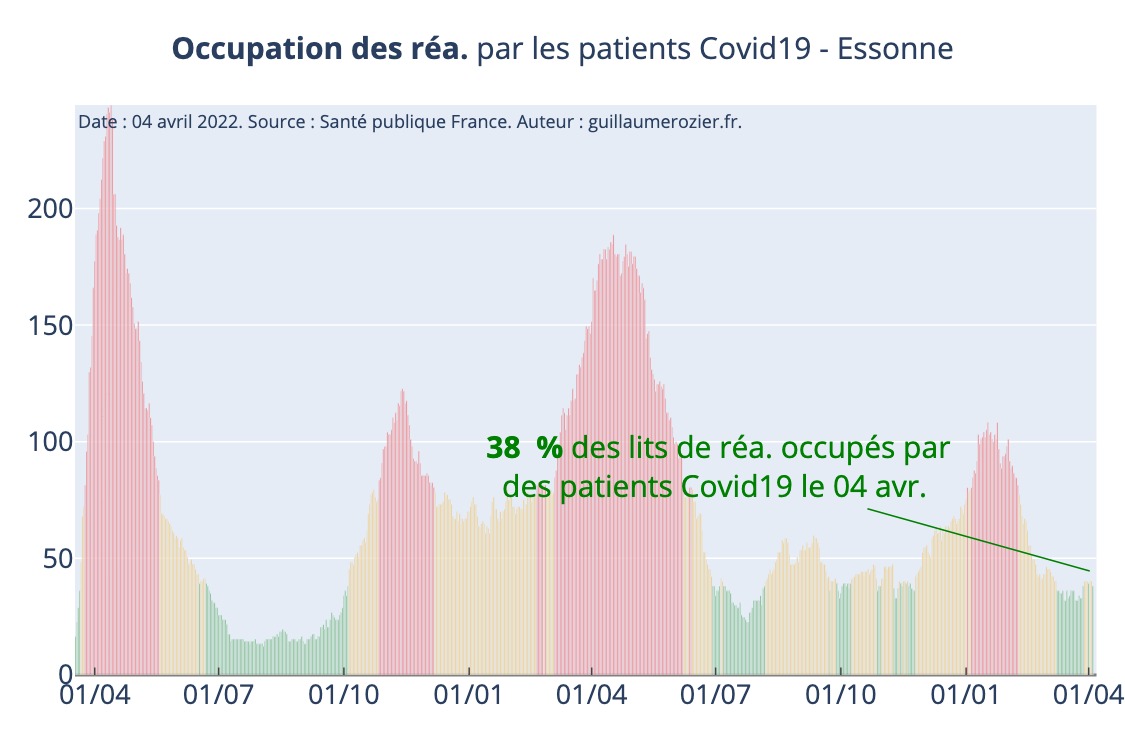 Occupation des réa. par les patients Covid19 - Essonne
Date : 04 avril 2022. Source : Santé publique France. Auteur : guillaumerozier.fr.
200
150
100
50
0
38 % des lits de réa. occupés par
des patients Covid19 le 04 avr.
01/04 01/07 01/10 01/01 01/04 01/07 01/10 01/01 01/04